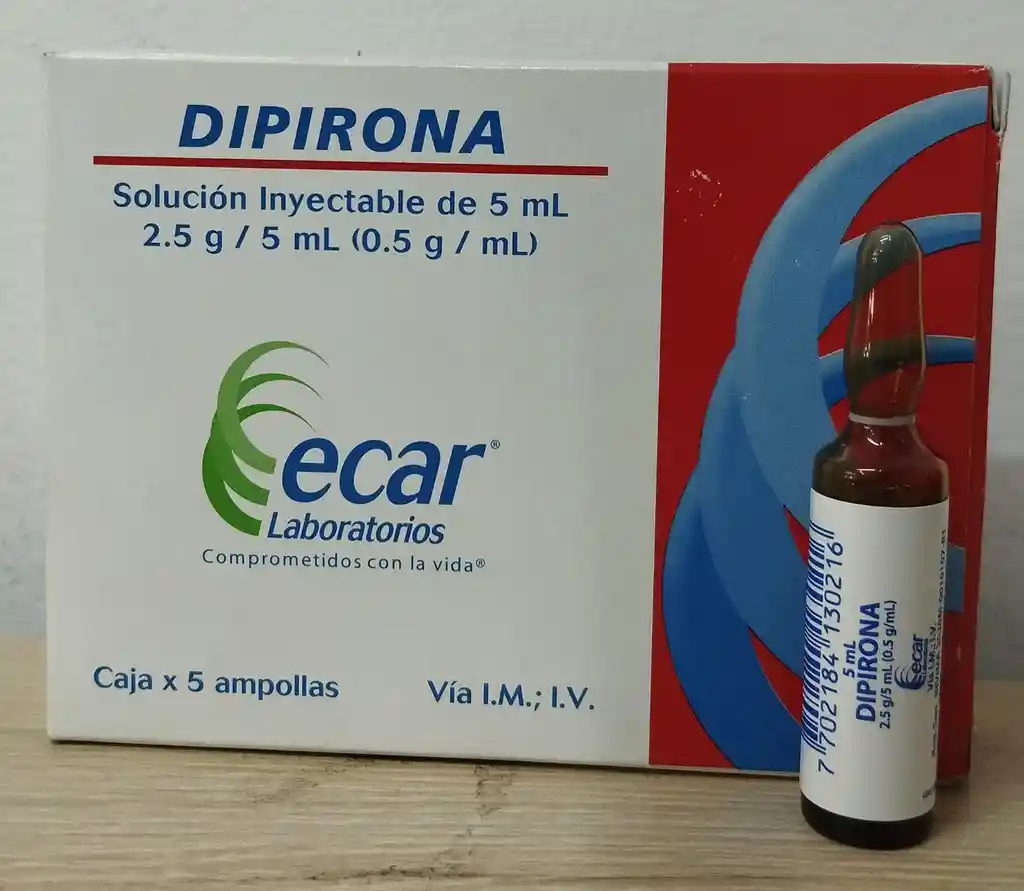 DIPIRONA
Solución Inyectable de 5 mL
2.5 g / 5 mL (0.5 g / mL)
ecar®
Laboratorios
Comprometidos con la vida®
Caja x 5 ampollas
Vía I.M.; I.V.
7 702184 130216
5 mL
DIPIRONA
2.5 g/5 mL (0.5 g/mL)
ecar
Vía I.M.; I.V.